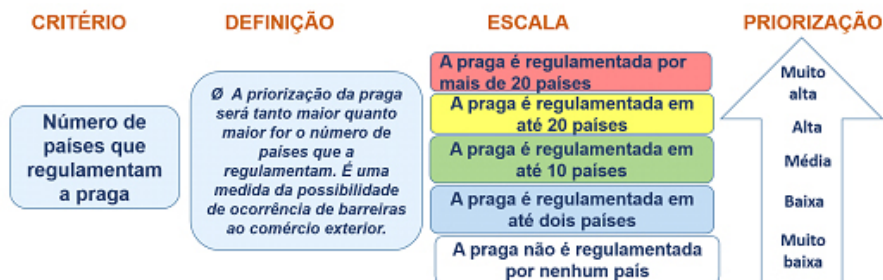 CRITÉRIO
DEFINIÇÃO
ESCALA
PRIORIZAÇÃO
Número de
países que
regulamentam
a praga
Ø A priorização da praga
será tanto maior quanto
maior for o número de
países que a
regulamentam. É uma
medida da possibilidade
de ocorrência de barreiras
ao comércio exterior.
A praga é regulamentada por
mais de 20 países
A praga é regulamentada em
até 20 países
A praga é regulamentada em
até 10 países
A praga é regulamentada em
até dois países
A praga não é regulamentada
por nenhum país
Muito
alta
Alta
Média
Baixa
Muito
baixa